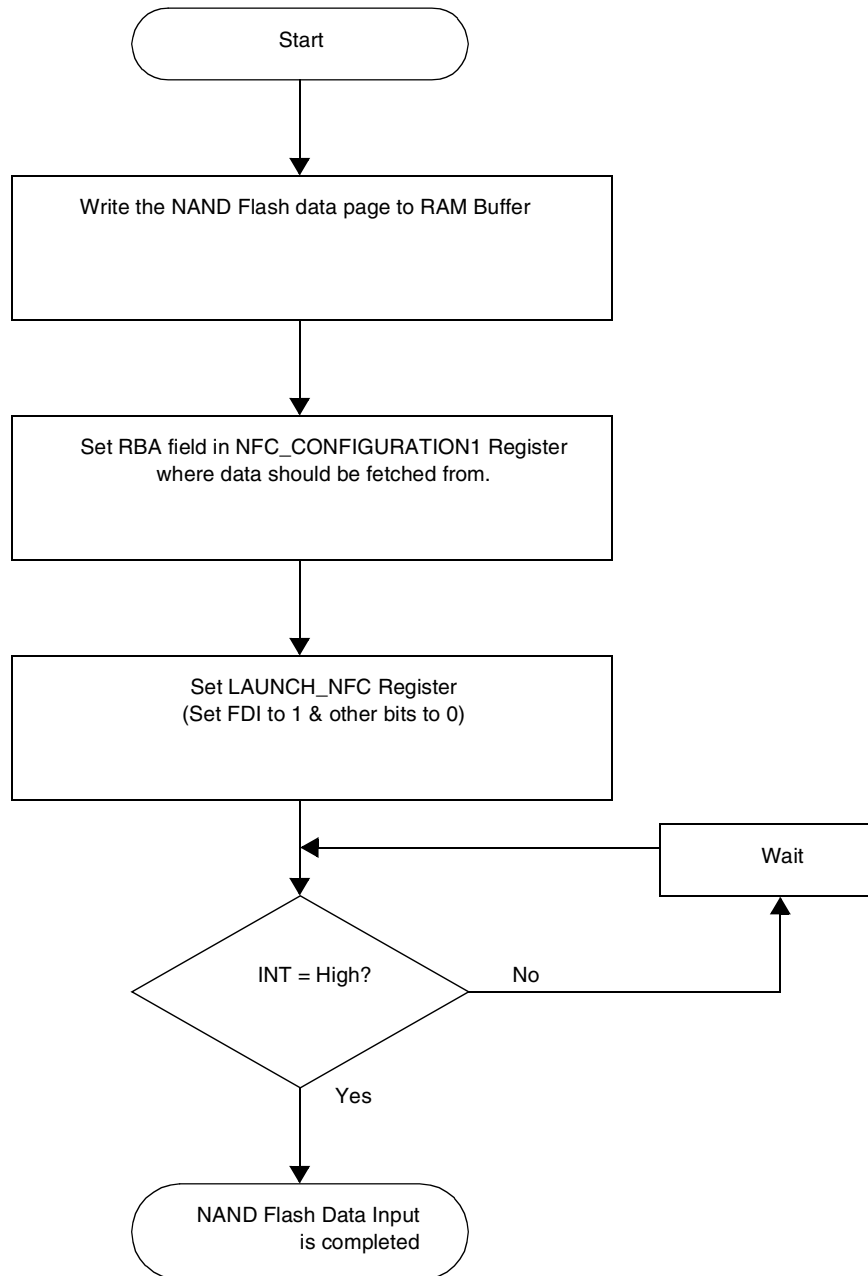 Start
Write the NAND Flash data page to RAM Buffer
Set RBA field in NFC_CONFIGURATION1 Register
where data should be fetched from.
Set LAUNCH_NFC Register
(Set FDI to 1 & other bits to 0)
Wait
INT = High?
No
Yes
NAND Flash Data Input
is completed